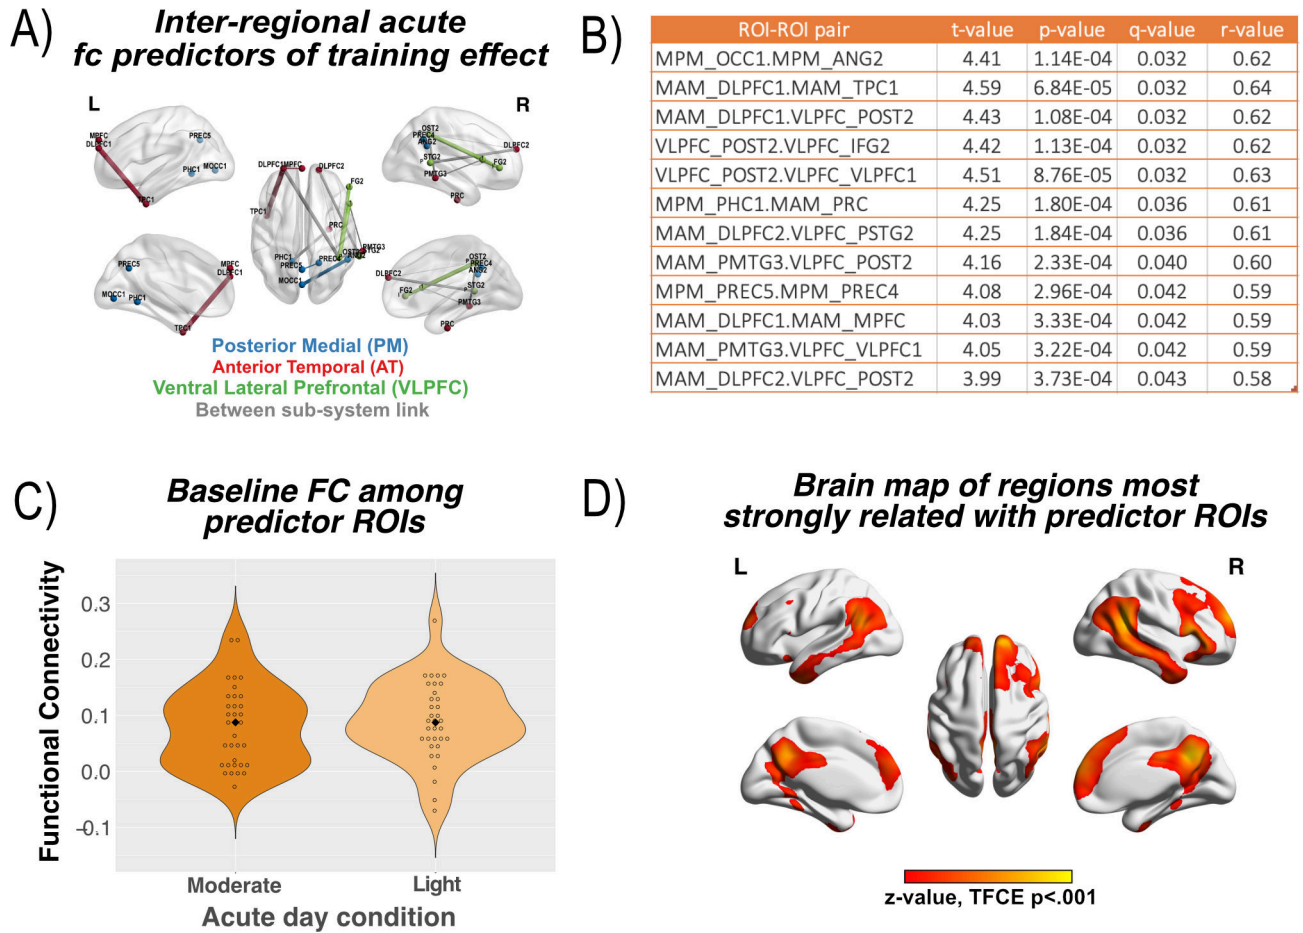 A)
Inter-regional acute
fc predictors of training effect
L
R
MPFC
DLPFC1
PREC5
PHC1
MOCC1
TPC1
DLPFC1MPFC
DLPFC2
FG2
TPC1
PRC
PHC1
PREC5
PREC4
MOCC1
PMTG3
OST2
PREC4
ANG2
STG2
FG2
DLPFC2
PMTG3
PRC
PREC5
MOCC1
PHC1
MPFC
DLPFC1
TPC1
OST2
PREC4
ANG2
DLPFC2
FG2
STG2
PMTG3
PRC
Posterior Medial (PM)
Anterior Temporal (AT)
Ventral Lateral Prefrontal (VLPFC)
Between sub-system link
B)
ROI-ROI pair t-value p-value q-value r-value
MPM_OCC1.MPM_ANG2 4.41 1.14E-04 0.032 0.62
MAM_DLPFC1.MAM_TPC1 4.59 6.84E-05 0.032 0.64
MAM_DLPFC1.VLPFC_POST2 4.43 1.08E-04 0.032 0.62
VLPFC_POST2.VLPFC_IFG2 4.42 1.13E-04 0.032 0.62
VLPFC_POST2.VLPFC_VLPFC1 4.51 8.76E-05 0.032 0.63
MPM_PHC1.MAM_PRC 4.25 1.80E-04 0.036 0.61
MAM_DLPFC2.VLPFC_PSTG2 4.25 1.84E-04 0.036 0.61
MAM_PMTG3.VLPFC_POST2 4.16 2.33E-04 0.040 0.60
MPM_PREC5.MPM_PREC4 4.08 2.96E-04 0.042 0.59
MAM_DLPFC1.MAM_MPFC 4.03 3.33E-04 0.042 0.59
MAM_PMTG3.VLPFC_VLPFC1 4.05 3.22E-04 0.042 0.59
MAM_DLPFC2.VLPFC_POST2 3.99 3.73E-04 0.043 0.58
C)
Baseline FC among
predictor ROIs
Functional Connectivity
0.3
0.2
0.1
0.0
−0.1
Moderate
Light
Acute day condition
D)
Brain map of regions most
strongly related with predictor ROIs
L
R
z-value, TFCE p<.001